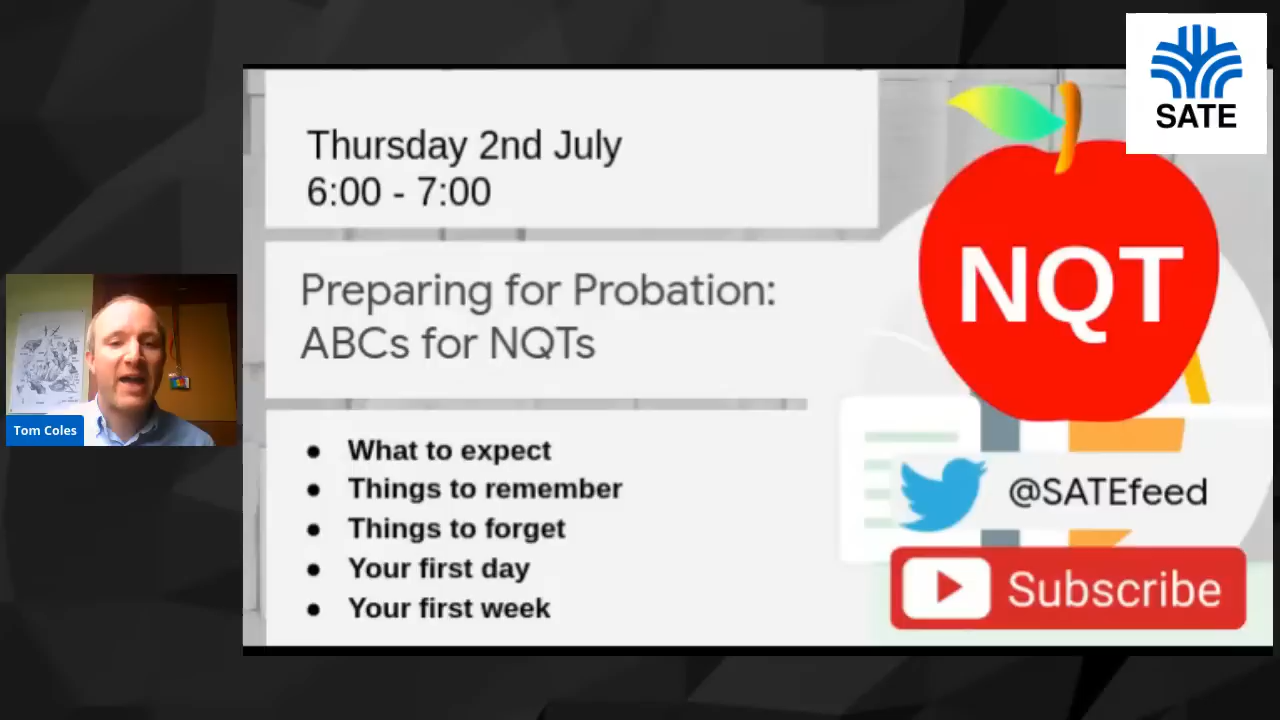 SATE
Thursday 2nd July
6:00 - 7:00
Preparing for Probation:
ABCs for NQTs
NQT
Tom Coles
What to expect
Things to remember
Things to forget
Your first day
Your first week
@SATEfeed
Subscribe